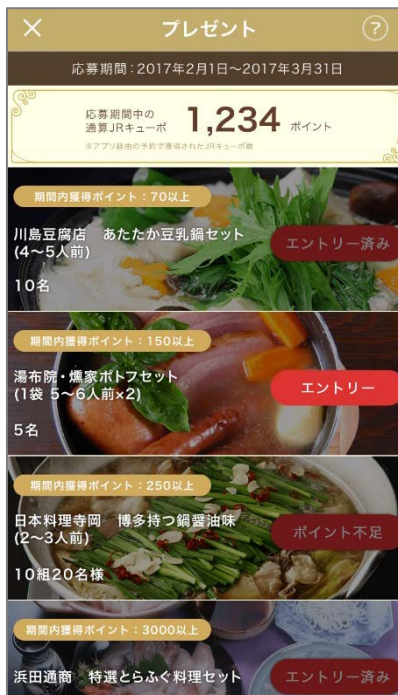 プレゼント
?
応募期間：2017年2月1日〜2017年3月31日
応募期間中の
通算JRキューポ 1,234 ポイント
※アプリ経由の予約で獲得されたJRキューポ数
期間内獲得ポイント：70以上
川島豆腐店　あたたか豆乳鍋セット
(4〜5人前)
エントリー済み
10名
期間内獲得ポイント：150以上
湯布院・燻家ポトフセット
(1袋 5〜6人前×2)
エントリー
5名
期間内獲得ポイント：250以上
日本料理寺岡　博多持つ鍋醤油味
(2〜3人前)
ポイント不足
10組20名様
期間内獲得ポイント：3000以上
浜田通商　特選とらふぐ料理セット
エントリー済み